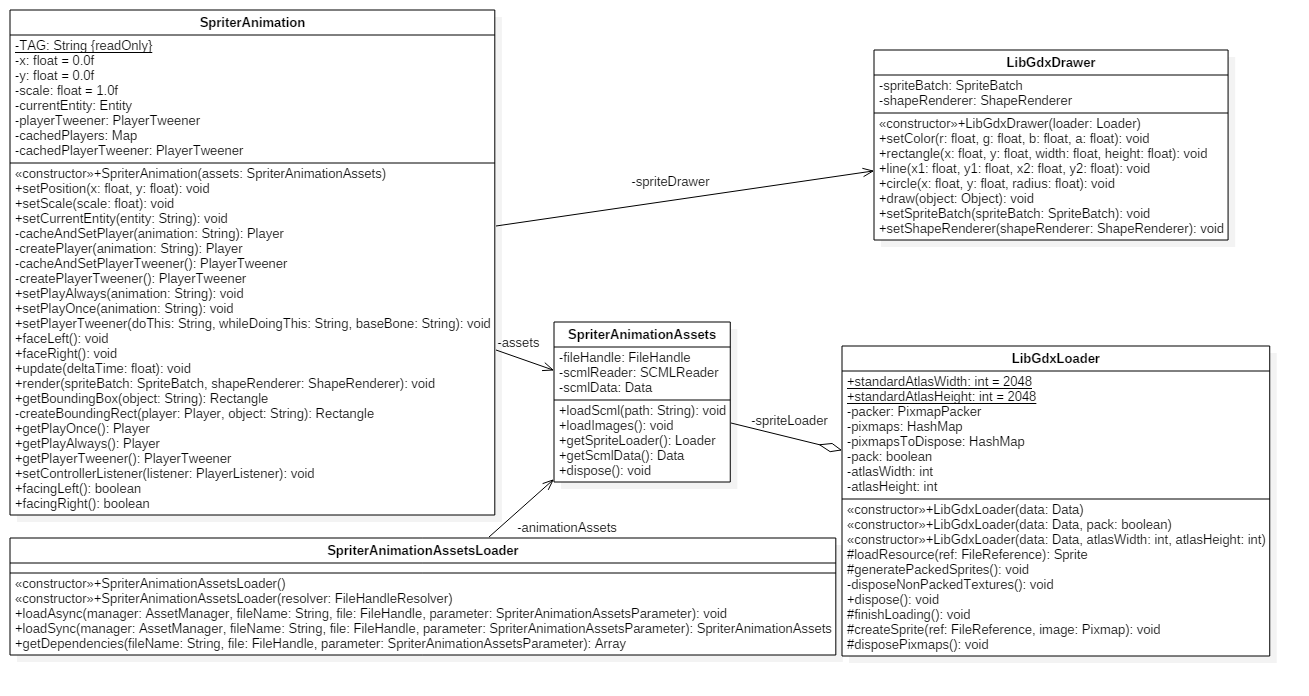 SpriterAnimation
-TAG: String {readOnly}
-x: float = 0.0f
-y: float = 0.0f
-scale: float = 1.0f
-currentEntity: Entity
-playerTweener: PlayerTweener
-cachedPlayers: Map
-cachedPlayerTweener: PlayerTweener
«constructor»+SpriterAnimation(assets: SpriterAnimationAssets)
+setPosition(x: float, y: float): void
+setScale(scale: float): void
+setCurrentEntity(entity: String): void
-cacheAndSetPlayer(animation: String): Player
-createPlayer(animation: String): Player
-cacheAndSetPlayerTweener(): PlayerTweener
-createPlayerTweener(): PlayerTweener
+setPlayAlways(animation: String): void
+setPlayOnce(animation: String): void
+setPlayerTweener(doThis: String, whileDoingThis: String, baseBone: String): void
+faceLeft(): void
+faceRight(): void
+update(deltaTime: float): void
+render(spriteBatch: SpriteBatch, shapeRenderer: ShapeRenderer): void
+getBoundingBox(object: String): Rectangle
-createBoundingRect(player: Player, object: String): Rectangle
+getPlayOnce(): Player
+getPlayAlways(): Player
+getPlayerTweener(): PlayerTweener
+setControllerListener(listener: PlayerListener): void
+facingLeft(): boolean
+facingRight(): boolean
-spriteDrawer
LibGdxDrawer
-spriteBatch: SpriteBatch
-shapeRenderer: ShapeRenderer
«constructor»+LibGdxDrawer(loader: Loader)
+setColor(r: float, g: float, b: float, a: float): void
+rectangle(x: float, y: float, width: float, height: float): void
+line(x1: float, y1: float, x2: float, y2: float): void
+circle(x: float, y: float, radius: float): void
+draw(object: Object): void
+setSpriteBatch(spriteBatch: SpriteBatch): void
+setShapeRenderer(shapeRenderer: ShapeRenderer): void
-assets
SpriterAnimationAssets
-fileHandle: FileHandle
-scmlReader: SCMLReader
-scmlData: Data
+loadScml(path: String): void
+loadImages(): void
+getSpriteLoader(): Loader
+getScmlData(): Data
+dispose(): void
-spriteLoader
LibGdxLoader
+standardAtlasWidth: int = 2048
+standardAtlasHeight: int = 2048
-packer: PixmapPacker
-pixmaps: HashMap
-pixmapsToDispose: HashMap
-pack: boolean
-atlasWidth: int
-atlasHeight: int
«constructor»+LibGdxLoader(data: Data)
«constructor»+LibGdxLoader(data: Data, pack: boolean)
«constructor»+LibGdxLoader(data: Data, atlasWidth: int, atlasHeight: int)
#loadResource(ref: FileReference): Sprite
#generatePackedSprites(): void
-disposeNonPackedTextures(): void
+dispose(): void
#finishLoading(): void
#createSprite(ref: FileReference, image: Pixmap): void
#disposePixmaps(): void
-animationAssets
SpriterAnimationAssetsLoader
«constructor»+SpriterAnimationAssetsLoader()
«constructor»+SpriterAnimationAssetsLoader(resolver: FileHandleResolver)
+loadAsync(manager: AssetManager, fileName: String, file: FileHandle, parameter: SpriterAnimationAssetsParameter): void
+loadSync(manager: AssetManager, fileName: String, file: FileHandle, parameter: SpriterAnimationAssetsParameter): SpriterAnimationAssets
+getDependencies(fileName: String, file: FileHandle, parameter: SpriterAnimationAssetsParameter): Array